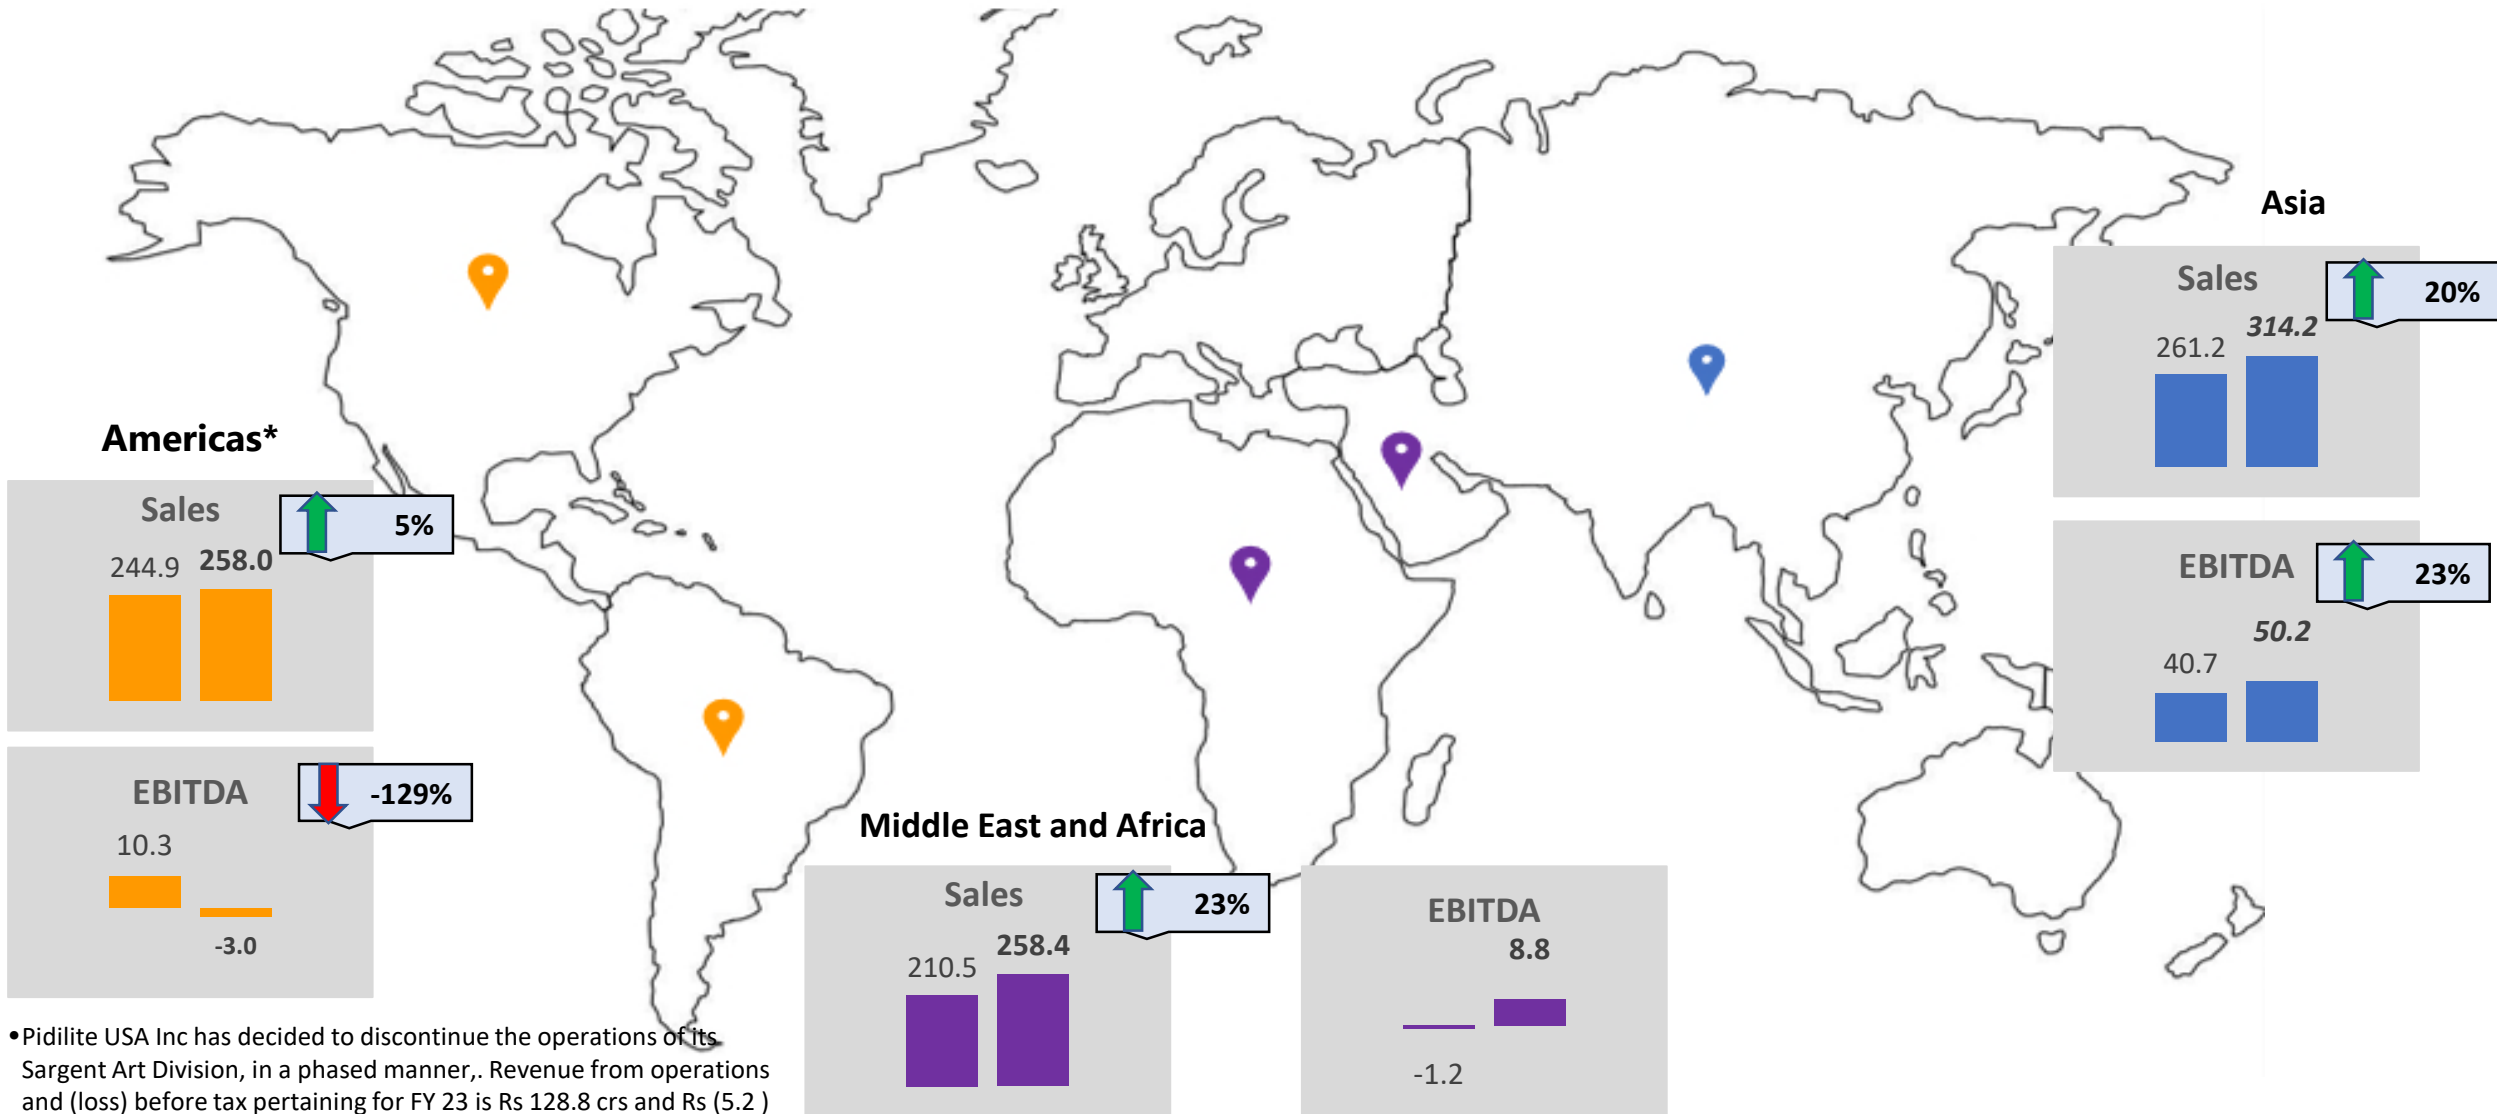 Asia
Sales
20%
261.2
314.2
EBITDA
23%
40.7
50.2
Americas*
Sales
5%
244.9
258.0
EBITDA
-129%
10.3
-3.0
Middle East and Africa
Sales
23%
210.5
258.4
EBITDA
8.8
-1.2
•Pidilite USA Inc has decided to discontinue the operations of its
Sargent Art Division, in a phased manner,. Revenue from operations
and (loss) before tax pertaining for FY 23 is Rs 128.8 crs and Rs (5.2 )